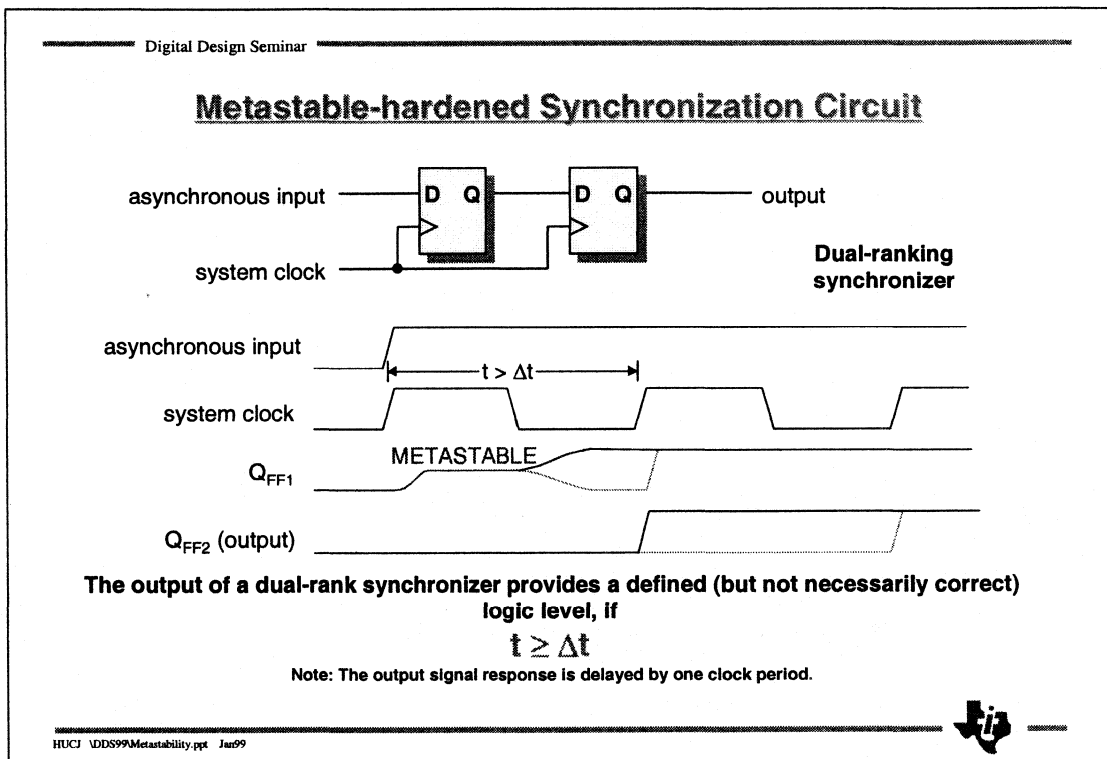 Digital Design Seminar
Metastable-hardened Synchronization Circuit
asynchronous input
D Q
D Q
output
system clock
Dual-ranking
synchronizer
asynchronous input
t > Δt
system clock
METASTABLE
QFF1
QFF2 (output)
The output of a dual-rank synchronizer provides a defined (but not necessarily correct)
logic level, if
t ≥ Δt
Note: The output signal response is delayed by one clock period.
ti
HUCJ \DDS99\Metastability.ppt Jan99